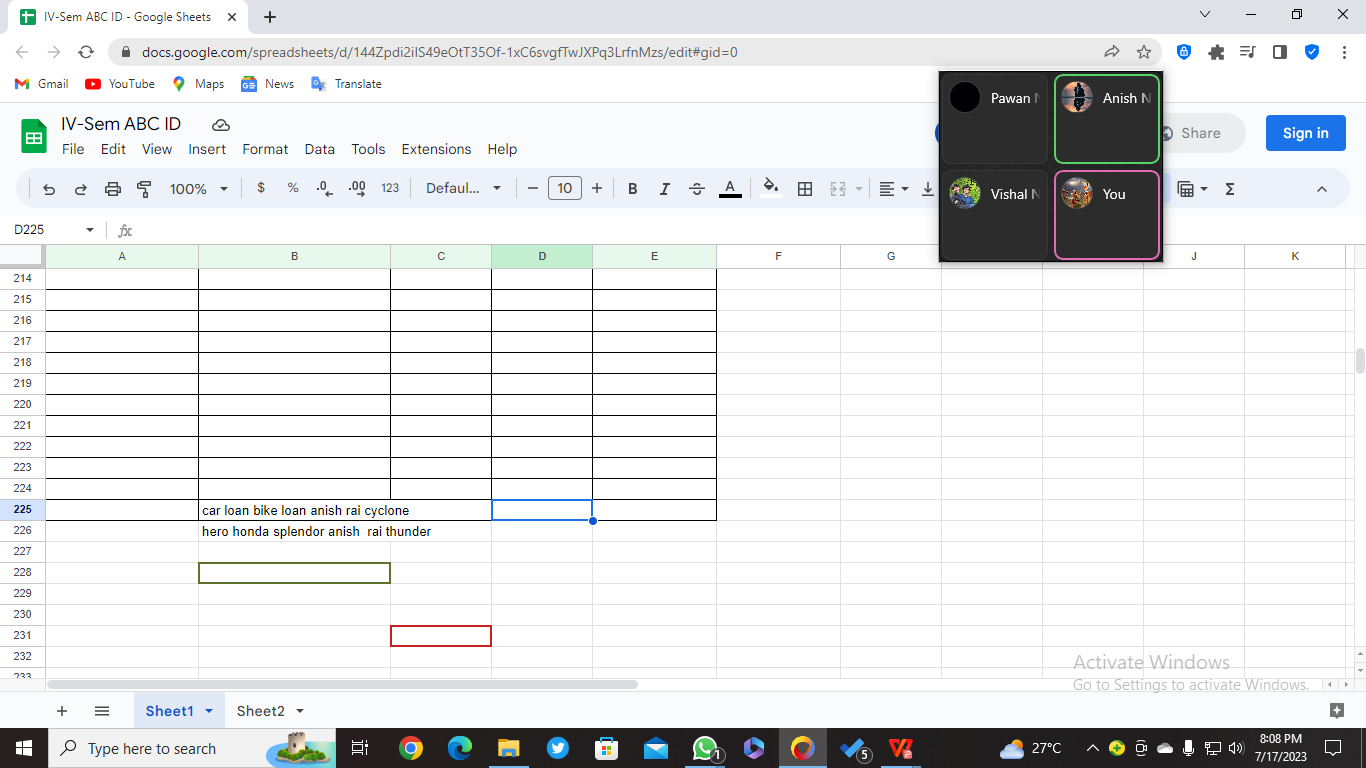 IV-Sem ABC ID - Google Sheets
docs.google.com/spreadsheets/d/144Zpdi2iIS49eOtT35Of-1xC6svgfTwJXPq3LrfnMzs/edit#gid=0
Gmail YouTube Maps News Translate
IV-Sem ABC ID
File Edit View Insert Format Data Tools Extensions Help
Share
Sign in
100% $ % .0 .00 123 Defaul... 10 B I S A Σ
Pawan Anish N
Vishal N You
D225 fx
A B C D E F G J K
214
215
216
217
218
219
220
221
222
223
224
225 car loan bike loan anish rai cyclone
226 hero honda splendor anish  rai thunder
227
228
229
230
231
232
233
Activate Windows
Go to Settings to activate Windows.
Sheet1 Sheet2
Type here to search
1
5
27°C
8:08 PM
7/17/2023